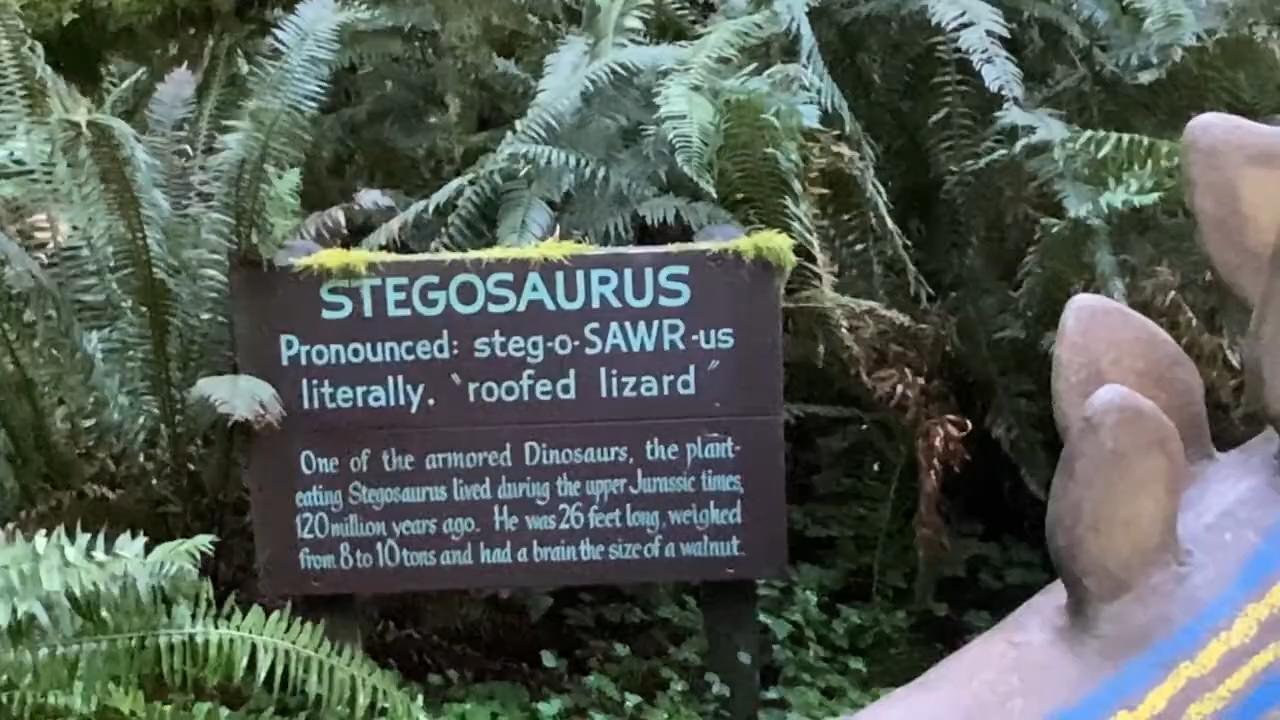 STEGOSAURUS
Pronounced: steg-o-SAWR-us
literally, "roofed lizard"
One of the armored Dinosaurs, the plant-
eating Stegosaurus lived during the upper Jurassic times,
120 million years ago. He was 26 feet long, weighed
from 8 to 10 tons and had a brain the size of a walnut.